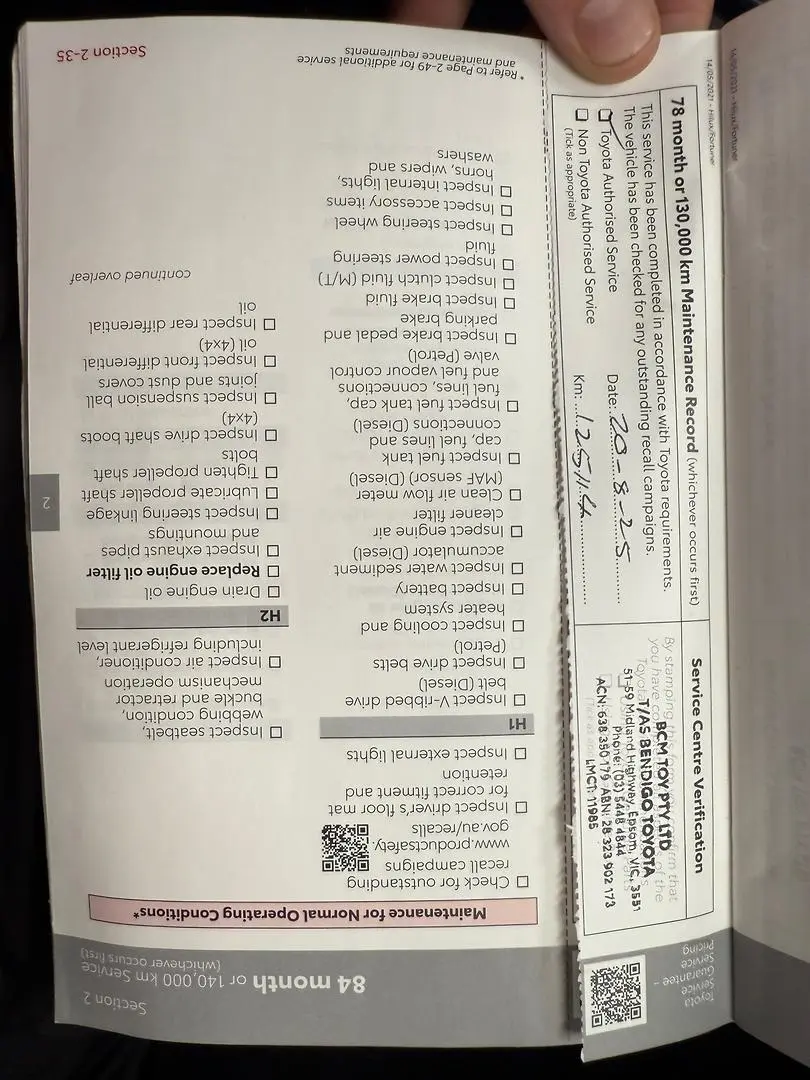 Section 2
84 month or 140,000 km Service
(whichever occurs first)
Maintenance for Normal Operating Conditions*
☐ Check for outstanding
recall campaigns
www.productsafety.
gov.au/recalls
☐ Inspect driver's floor mat
for correct fitment and
retention
☐ Inspect external lights
H1
☐ Inspect V-ribbed drive
belt (Diesel)
☐ Inspect drive belts
(Petrol)
☐ Inspect cooling and
heater system
☐ Inspect battery
☐ Inspect water sediment
accumulator (Diesel)
☐ Inspect engine air
cleaner filter
☐ Clean air flow meter
(MAF sensor) (Diesel)
☐ Inspect fuel tank
cap, fuel lines and
connections (Diesel)
☐ Inspect fuel tank cap,
fuel lines, connections
and fuel vapour control
valve (Petrol)
☐ Inspect brake pedal and
parking brake
☐ Inspect brake fluid
☐ Inspect clutch fluid (M/T)
☐ Inspect power steering
fluid
☐ Inspect steering wheel
☐ Inspect accessory items
☐ Inspect internal lights,
horns, wipers and
washers
☐ Inspect seatbelt,
webbing condition,
buckle and retractor
mechanism operation
☐ Inspect air conditioner,
including refrigerant level
H2
☐ Drain engine oil
☐ Replace engine oil filter
☐ Inspect exhaust pipes
and mountings
☐ Inspect steering linkage
☐ Lubricate propeller shaft
☐ Tighten propeller shaft
bolts
☐ Inspect drive shaft boots
(4x4)
☐ Inspect suspension ball
joints and dust covers
☐ Inspect front differential
oil (4x4)
☐ Inspect rear differential
oil
continued overleaf
2
* Refer to Page 2-49 for additional service
and maintenance requirements
Section 2-35
14/05/2021 - Hilux/Fortuner
14/05/2021 - Hilux/Fortuner
78 month or 130,000 km Maintenance Record (whichever occurs first)
This service has been completed in accordance with Toyota requirements.
The vehicle has been checked for any outstanding recall campaigns.
☑ Toyota Authorised Service Date: 20-8-25
☐ Non Toyota Authorised Service Km: 125114
(Tick as appropriate)
Service Centre Verification
BCM TOY PTY LTD
T/AS BENDIGO TOYOTA
51-59 Midland Highway, Epsom, VIC, 3551
Phone: (03) 5448 4844
ACN: 638 350 179 ABN: 28 323 902 173
LMCT: 11985
Toyota
Service
Guarantee –
Pricing